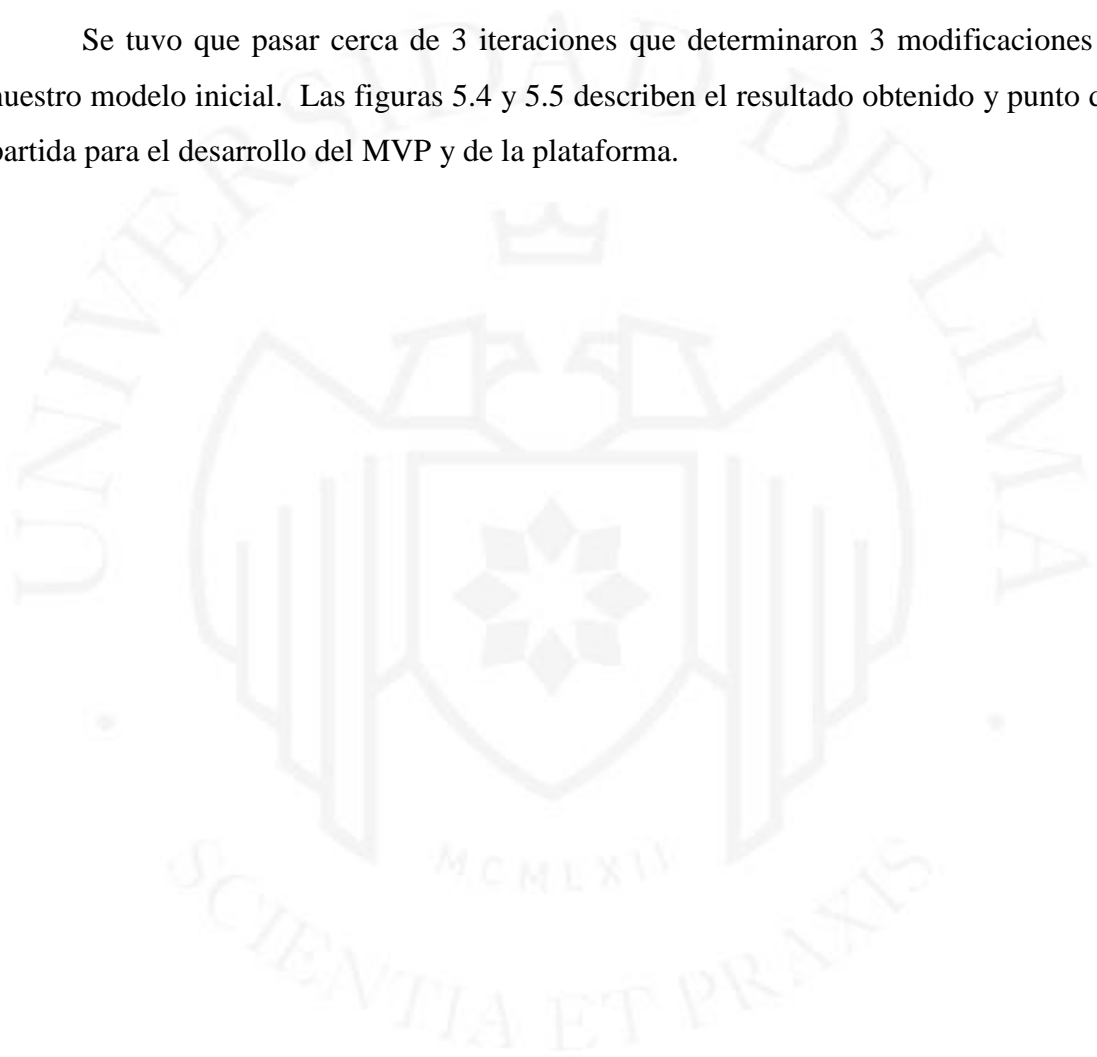 Se tuvo que pasar cerca de 3 iteraciones que determinaron 3 modificaciones
nuestro modelo inicial. Las figuras 5.4 y 5.5 describen el resultado obtenido y punto
partida para el desarrollo del MVP y de la plataforma.
UNIVERSIDAD DE LIMA
MCMLXII
SCIENTIA ET PRAXIS